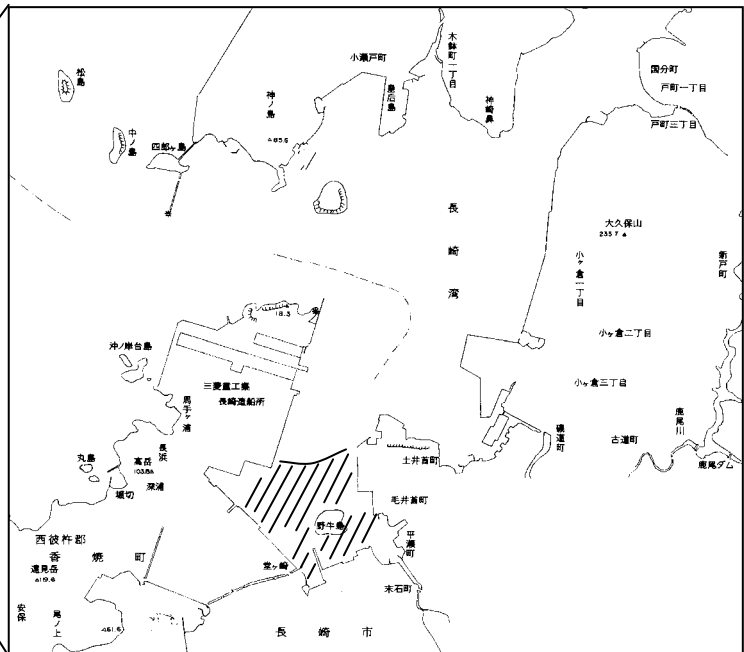 松島
中ノ島
四郎ヶ島
神ノ島
485.6
小瀬戸町
皇后島
木鉢町一丁目
神崎鼻
国分町
戸町一丁目
戸町三丁目
長崎湾
大久保山
235.7
小ヶ倉一丁目
新戸町
小ヶ倉二丁目
小ヶ倉三丁目
18.3
沖ノ岸台島
三菱重工業
長崎造船所
馬手ヶ浦
長浜
丸島
高岳
堀切
深浦
土井首町
毛井首町
磯道町
古道町
鹿尾川
鹿尾ダム
野牛島
平瀬町
西彼杵郡
香焼町
遠見岳
堂ヶ崎
末石町
安保
尾ノ上
長崎市